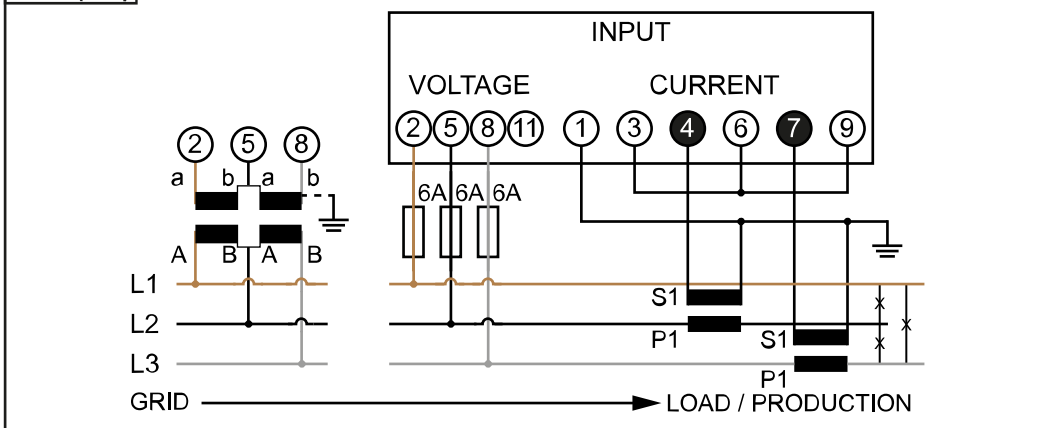 INPUT
VOLTAGE CURRENT
2 5 8 11 1 3 4 6 7 9
2 5 8
a b a b
6A 6A 6A
A B A B
L1
S1
L2
P1 S1
L3
P1
GRID LOAD / PRODUCTION